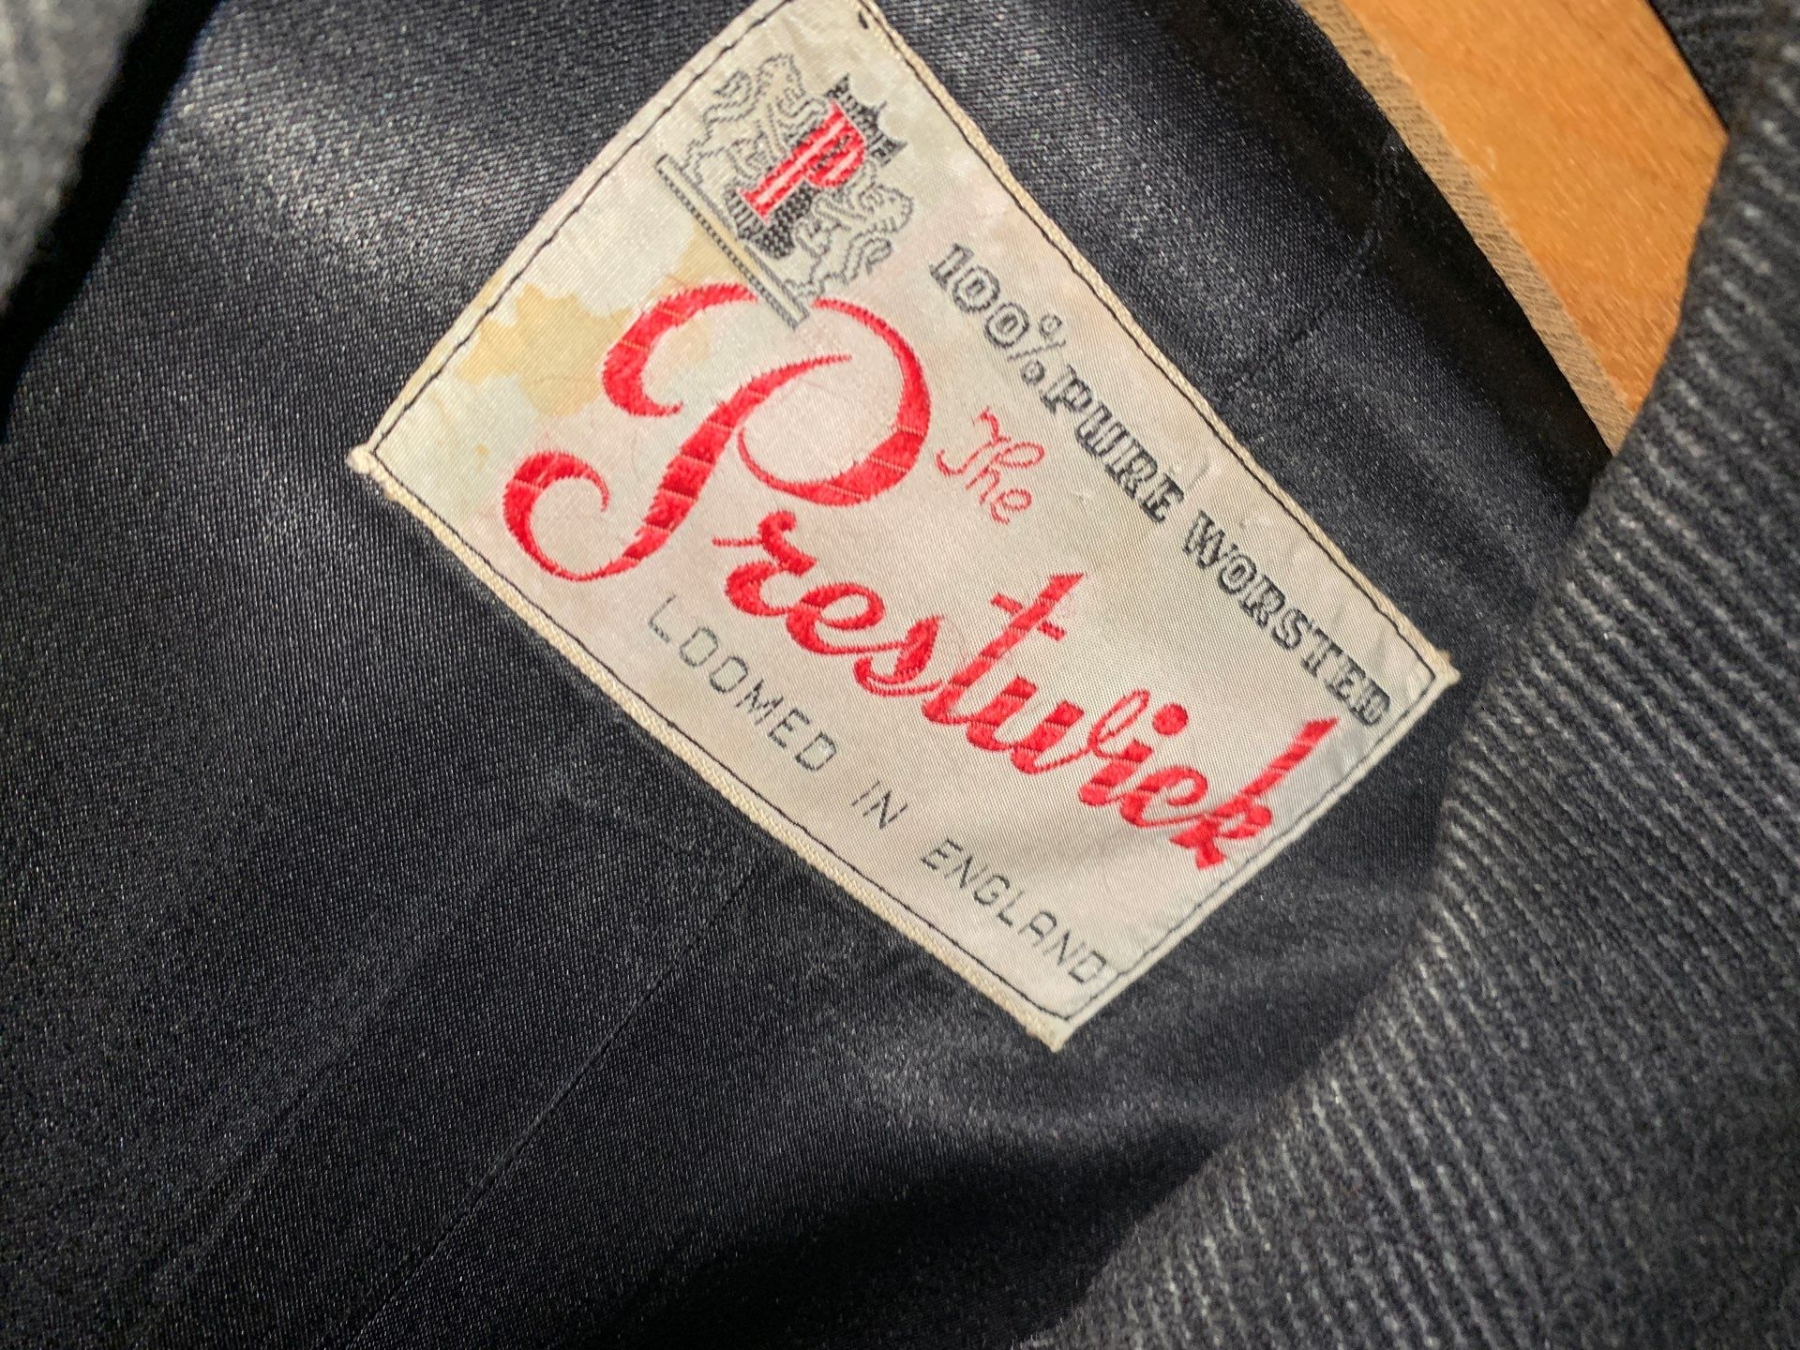 P
100% PURE WORSTED
The
Prestwick
LOOMED IN ENGLAND